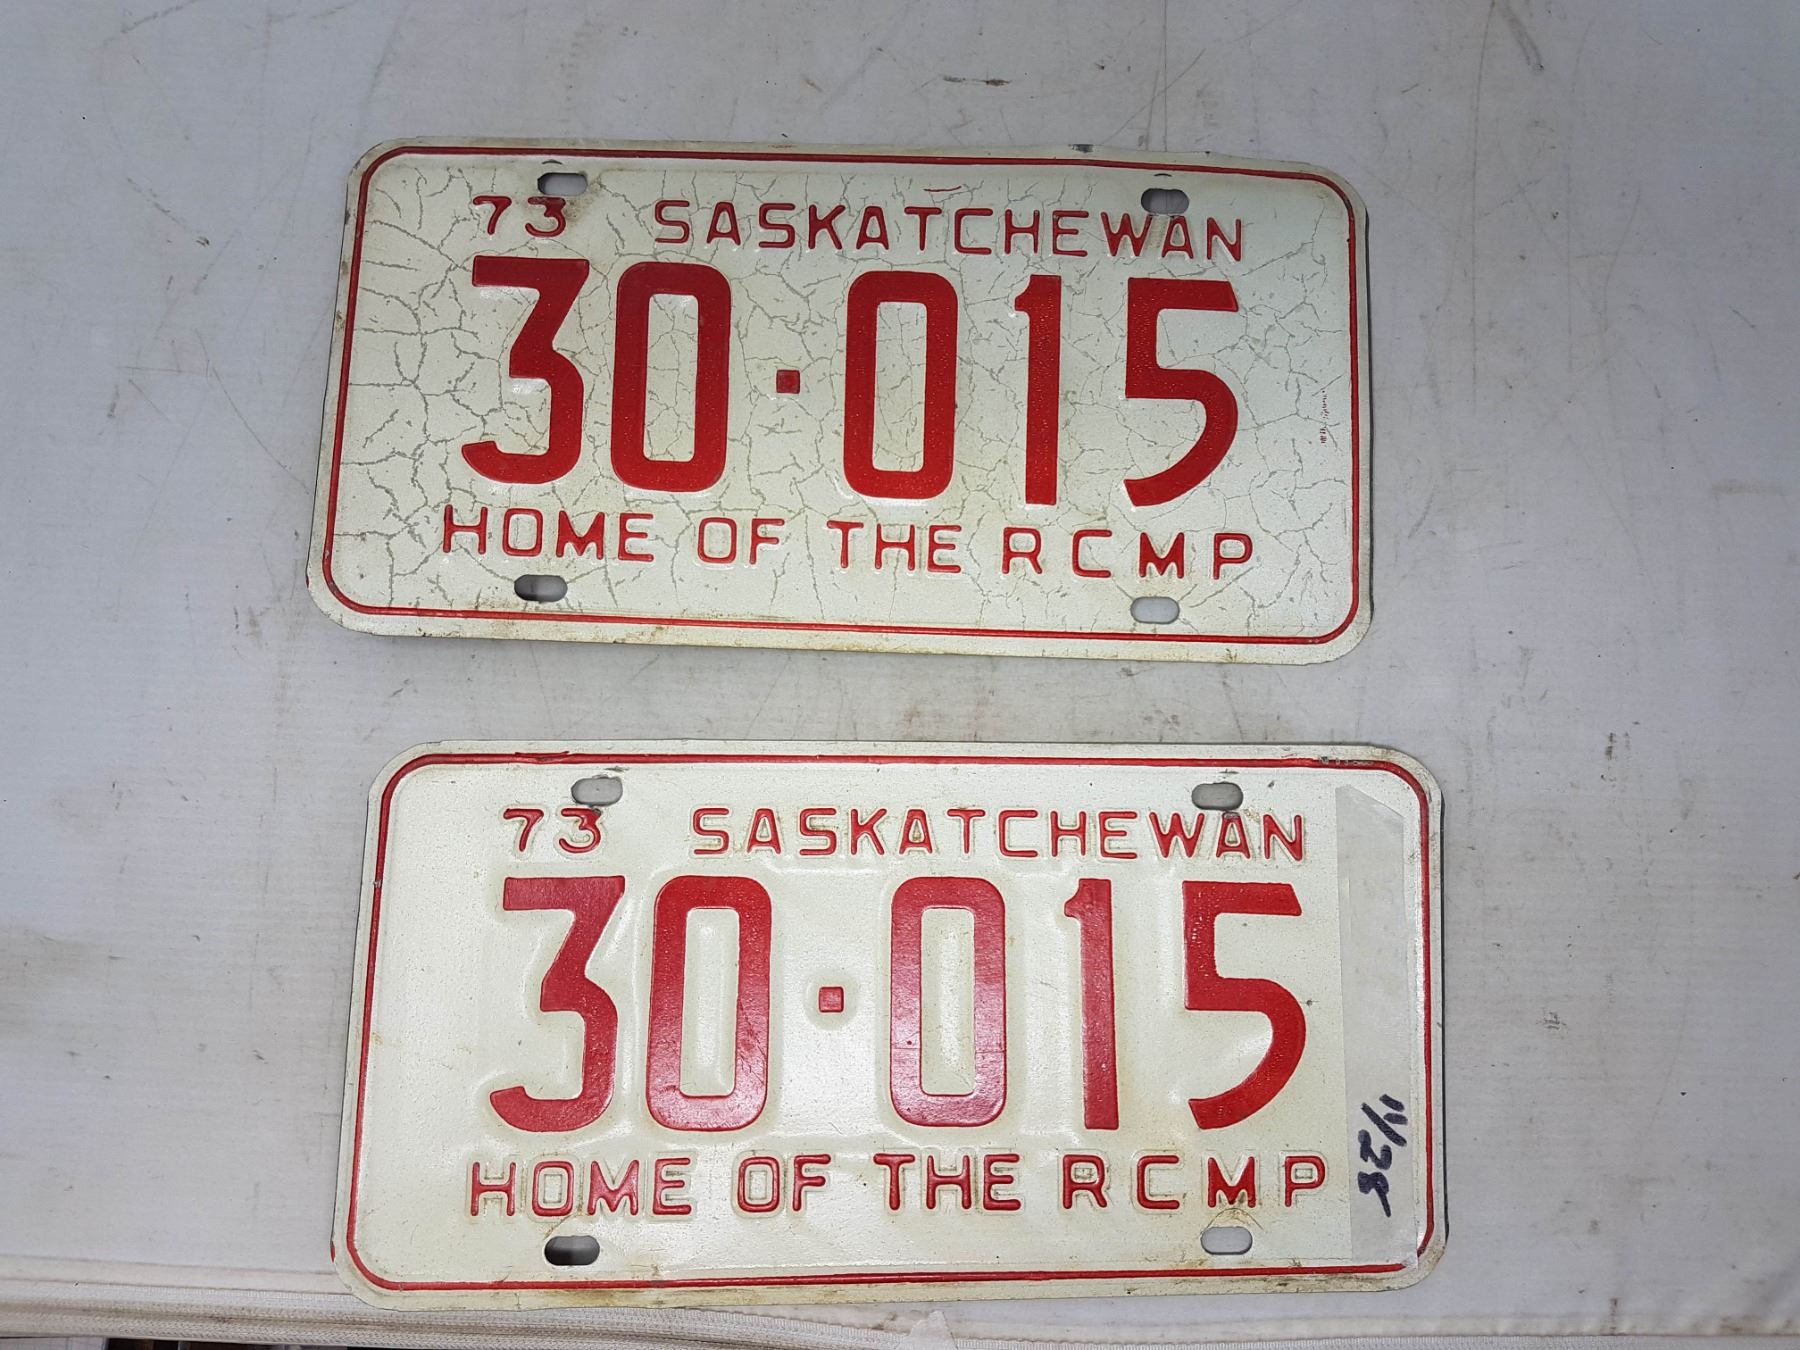 73 SASKATCHEWAN
30·015
HOME OF THE RCMP
73 SASKATCHEWAN
30·015
HOME OF THE RCMP